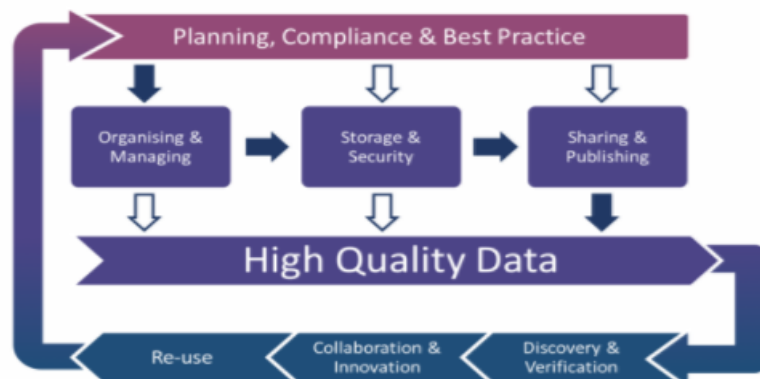 Planning, Compliance & Best Practice
Organising &
Managing
Storage &
Security
Sharing &
Publishing
High Quality Data
Re-use
Collaboration &
Innovation
Discovery &
Verification